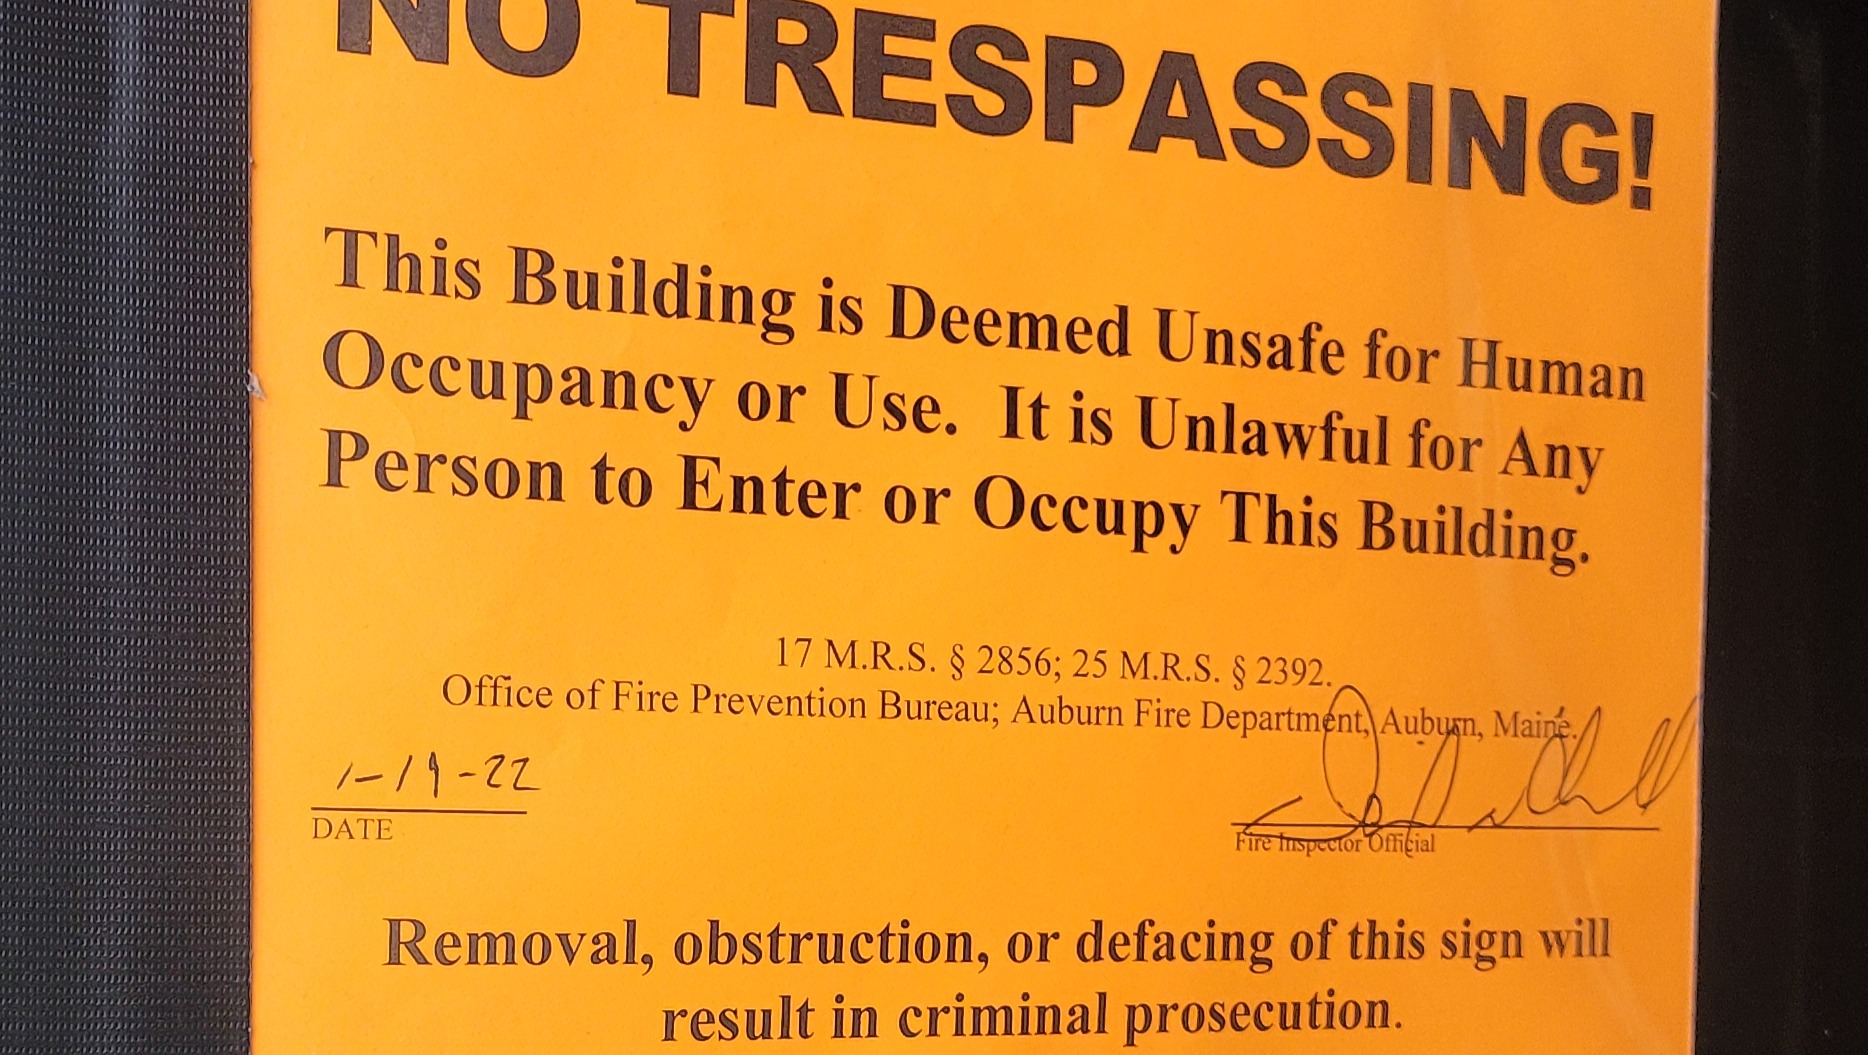 NO TRESPASSING!
This Building is Deemed Unsafe for Human
Occupancy or Use. It is Unlawful for Any
Person to Enter or Occupy This Building.
17 M.R.S. § 2856; 25 M.R.S. § 2392.
Office of Fire Prevention Bureau; Auburn Fire Department, Auburn, Maine.
1-19-22
DATE
Fire Inspector Official
Removal, obstruction, or defacing of this sign will
result in criminal prosecution.